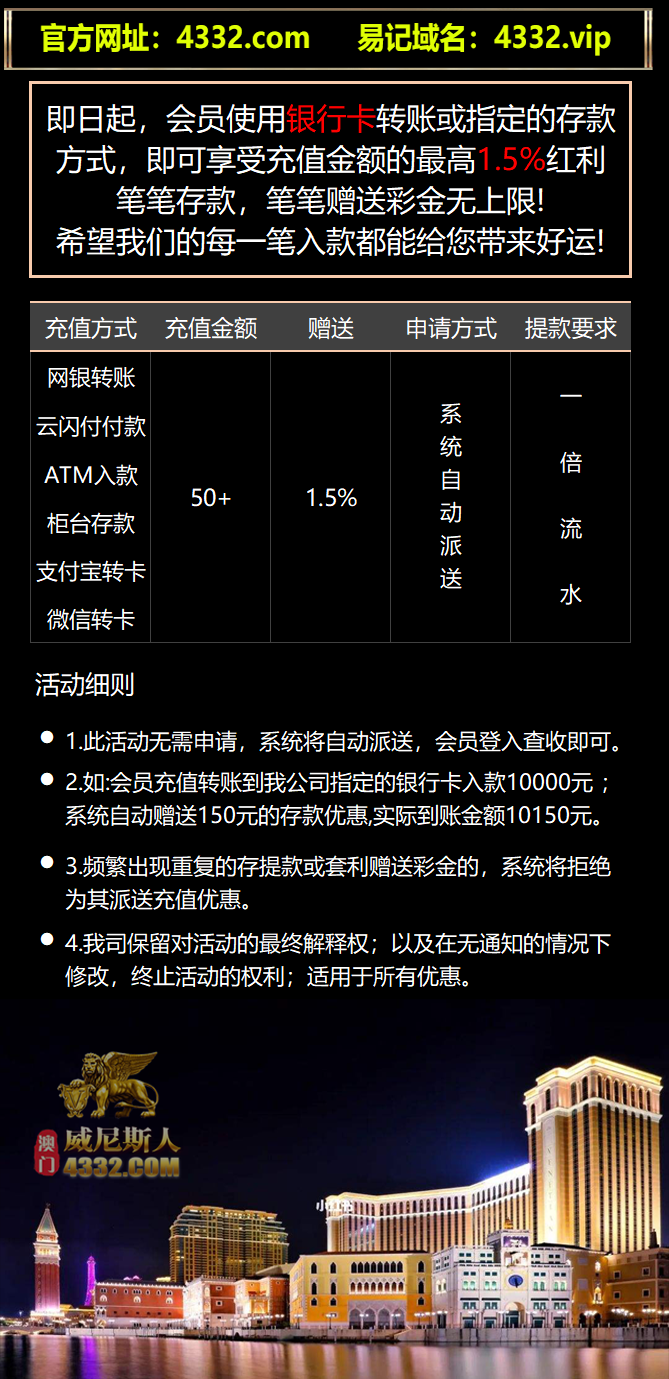 官方网址：4332.com 易记域名：4332.vip
即日起，会员使用银行卡转账或指定的存款
方式，即可享受充值金额的最高1.5%红利
笔笔存款，笔笔赠送彩金无上限!
希望我们的每一笔入款都能给您带来好运!
充值方式 充值金额 赠送 申请方式 提款要求
网银转账
云闪付付款
ATM入款
柜台存款
支付宝转卡
微信转卡
50+
1.5%
系统自动派送
一倍流水
活动细则
1.此活动无需申请，系统将自动派送，会员登入查收即可。
2.如:会员充值转账到我公司指定的银行卡入款10000元；
系统自动赠送150元的存款优惠,实际到账金额10150元。
3.频繁出现重复的存提款或套利赠送彩金的，系统将拒绝
为其派送充值优惠。
4.我司保留对活动的最终解释权；以及在无通知的情况下
修改，终止活动的权利；适用于所有优惠。
澳门
威尼斯人
4332.COM